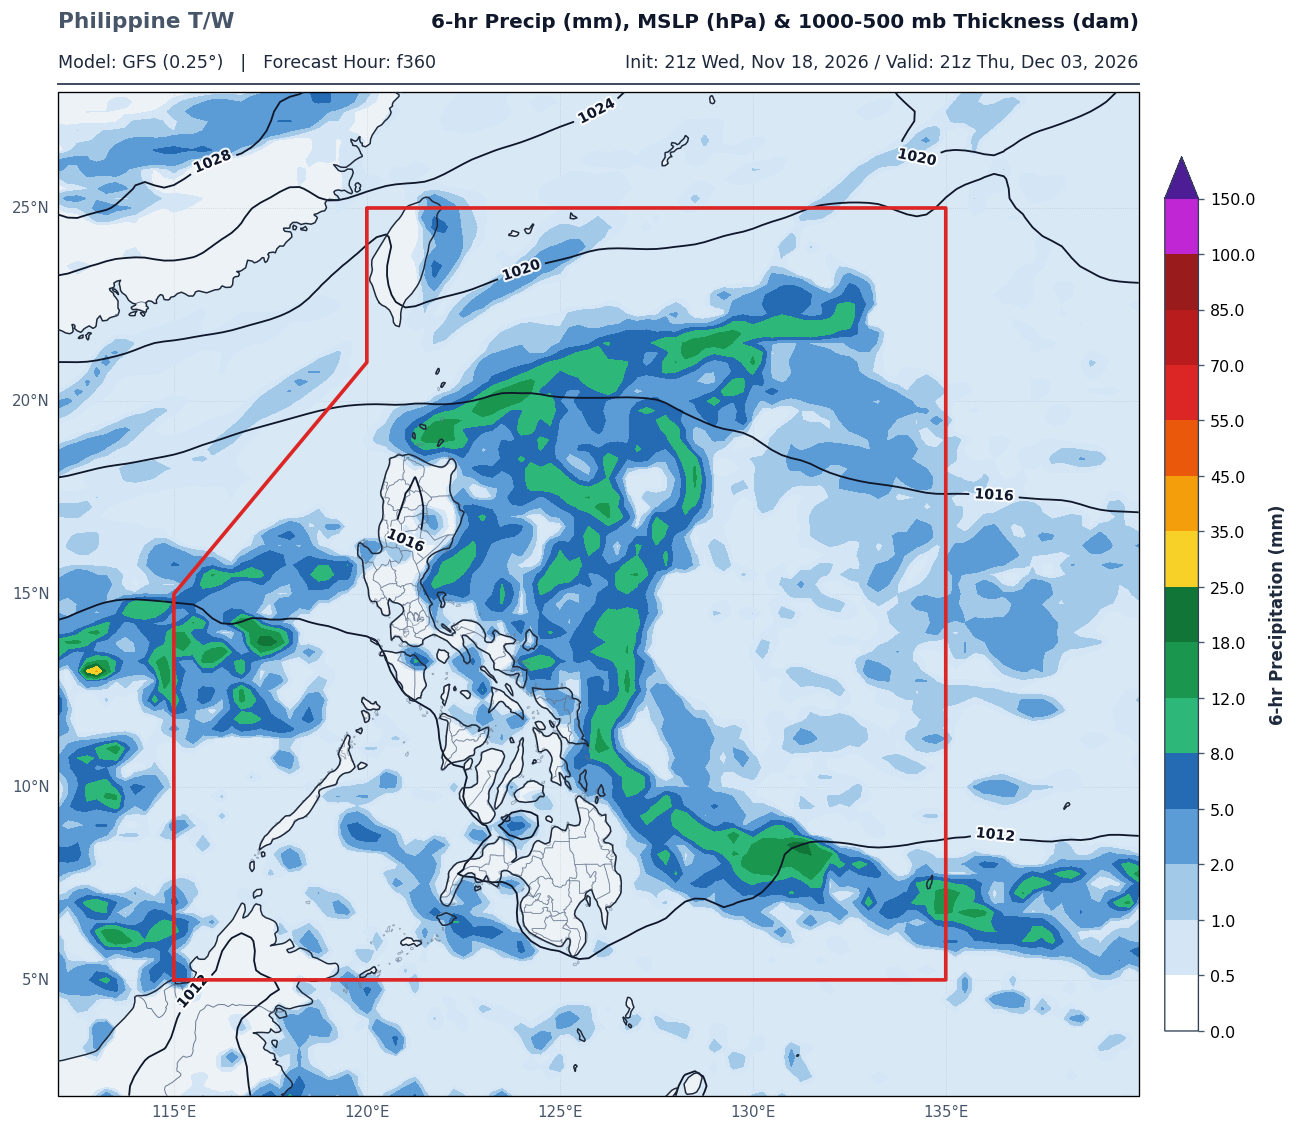 Philippine T/W
6-hr Precip (mm), MSLP (hPa) & 1000-500 mb Thickness (dam)
Model: GFS (0.25°) | Forecast Hour: f360
Init: 21z Wed, Nov 18, 2026 / Valid: 21z Thu, Dec 03, 2026
1024
1028
1020
1020
1016
1016
1012
1012
25°N
20°N
15°N
10°N
5°N
115°E
120°E
125°E
130°E
135°E
150.0
100.0
85.0
70.0
55.0
45.0
35.0
25.0
18.0
12.0
8.0
5.0
2.0
1.0
0.5
0.0
6-hr Precipitation (mm)